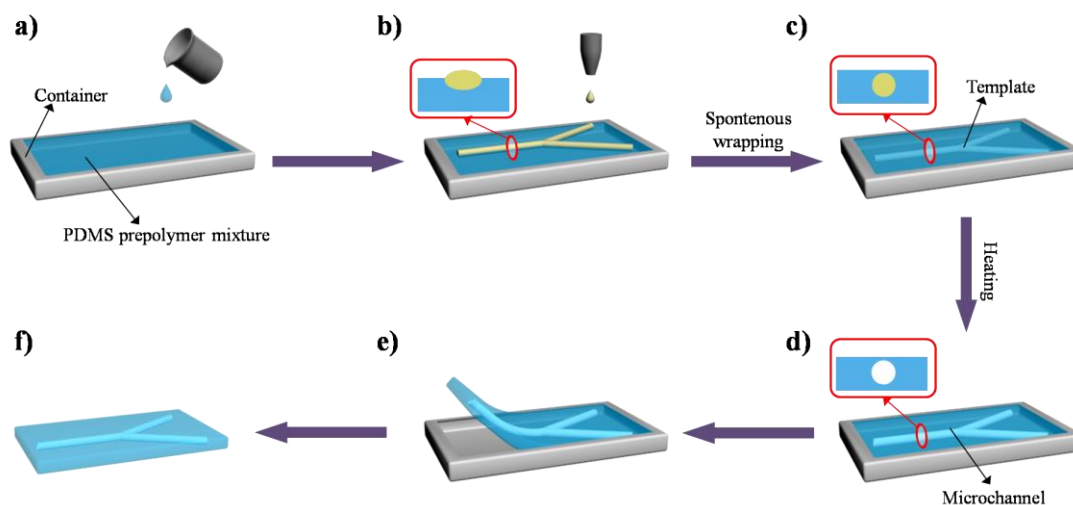 a)
Container
PDMS prepolymer mixture
b)
Spontenous
wrapping
c)
Template
Heating
d)
Microchannel
e)
f)